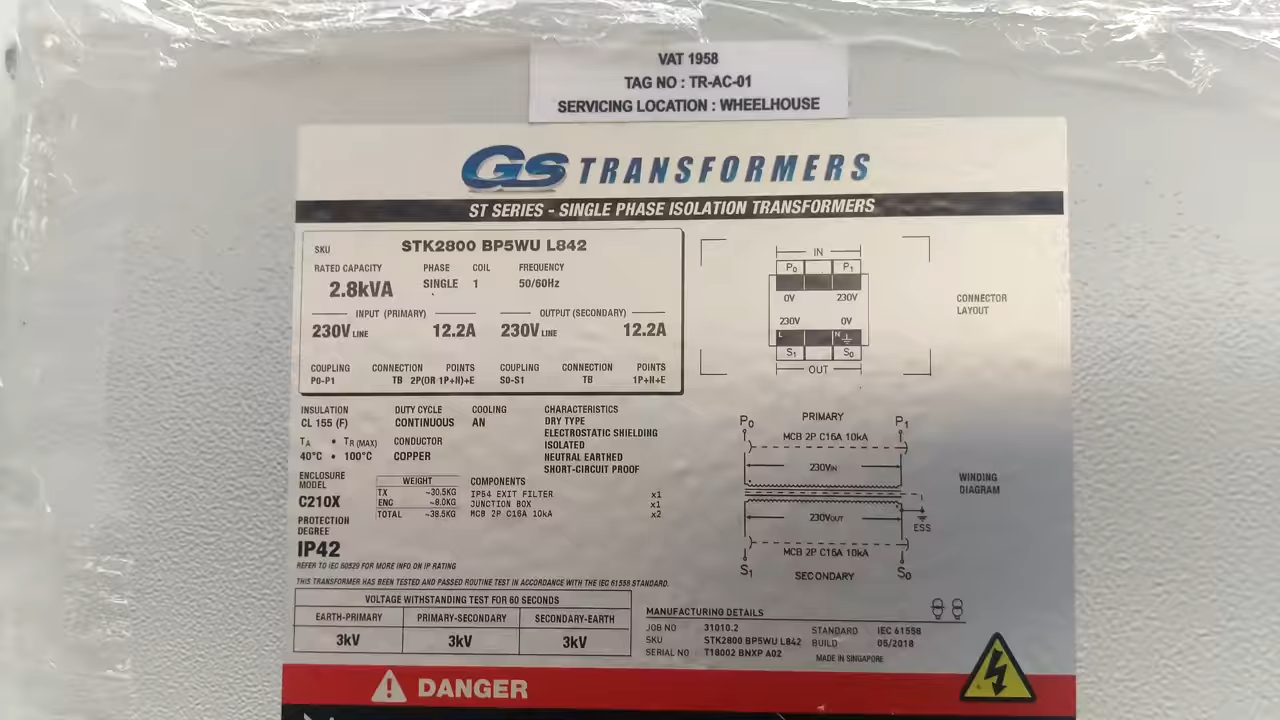 VAT 1958
TAG NO : TR-AC-01
SERVICING LOCATION : WHEELHOUSE
GS TRANSFORMERS
ST SERIES - SINGLE PHASE ISOLATION TRANSFORMERS
SKU STK2800 BP5WU L842
RATED CAPACITY PHASE COIL FREQUENCY
2.8kVA SINGLE 1 50/60Hz
INPUT (PRIMARY) OUTPUT (SECONDARY)
230V LINE 12.2A 230V LINE 12.2A
COUPLING CONNECTION POINTS COUPLING CONNECTION POINTS
P0-P1 TB 2P(OR 1P+N)+E S0-S1 TB 1P+N+E
IN
P0 P1
0V 230V
230V 0V
L N
S1 S0
OUT
CONNECTOR
LAYOUT
INSULATION DUTY CYCLE COOLING
CL 155 (F) CONTINUOUS AN
TA • TR (MAX) CONDUCTOR
40°C • 100°C COPPER
CHARACTERISTICS
DRY TYPE
ELECTROSTATIC SHIELDING
ISOLATED
NEUTRAL EARTHED
SHORT-CIRCUIT PROOF
ENCLOSURE
MODEL
C210X
PROTECTION
DEGREE
IP42
WEIGHT
TX ~30.5KG
ENC ~8.0KG
TOTAL ~38.5KG
COMPONENTS
IP54 EXIT FILTER x1
JUNCTION BOX x1
MCB 2P C16A 10kA x2
REFER TO IEC 60529 FOR MORE INFO ON IP RATING
THIS TRANSFORMER HAS BEEN TESTED AND PASSED ROUTINE TEST IN ACCORDANCE WITH THE IEC 61558 STANDARD.
PRIMARY
P0 P1
MCB 2P C16A 10kA
230VIN
230VOUT
ESS
MCB 2P C16A 10kA
S1 S0
SECONDARY
WINDING
DIAGRAM
VOLTAGE WITHSTANDING TEST FOR 60 SECONDS
EARTH-PRIMARY PRIMARY-SECONDARY SECONDARY-EARTH
3kV 3kV 3kV
MANUFACTURING DETAILS
JOB NO 31010.2 STANDARD IEC 61558
SKU STK2800 BP5WU L842 BUILD 05/2018
SERIAL NO T18002 BNXP A02 MADE IN SINGAPORE
DANGER